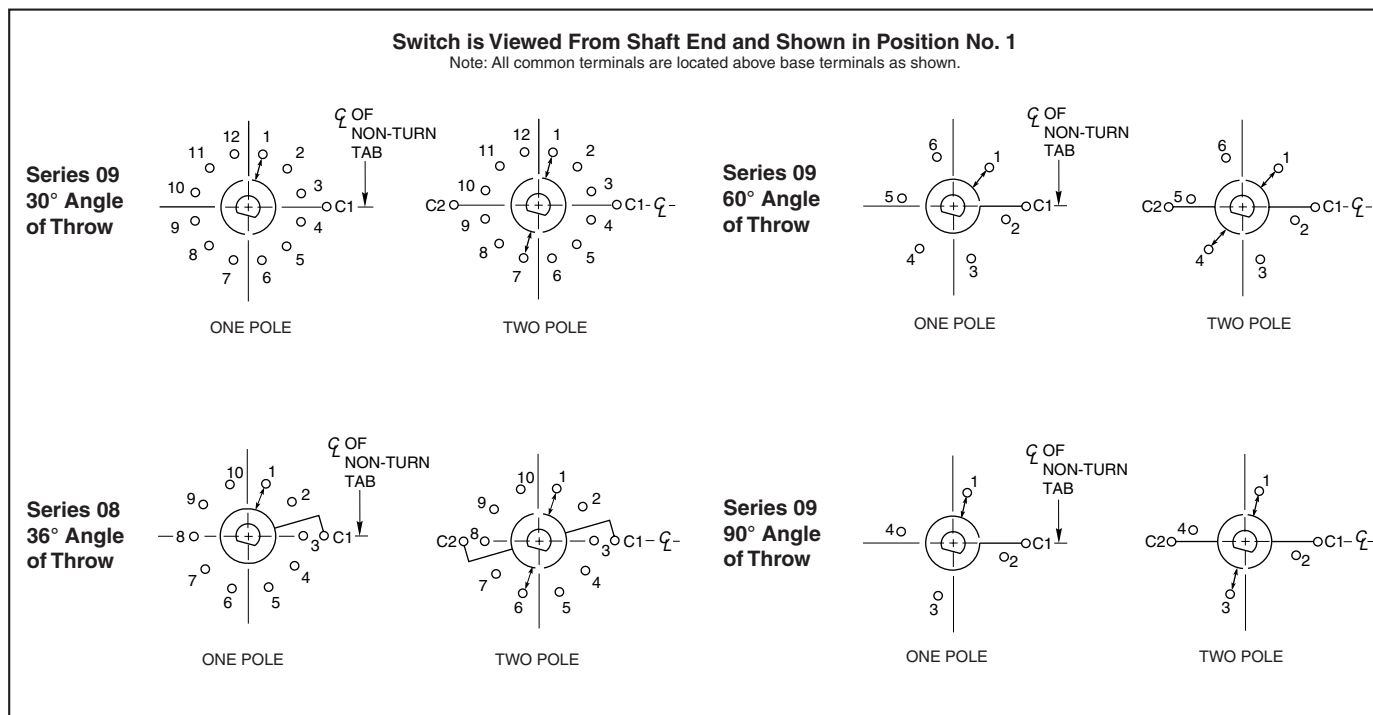 Switch is Viewed From Shaft End and Shown in Position No. 1
Note: All common terminals are located above base terminals as shown.
Series 09
30° Angle
of Throw
12 1
11 2
10 3
C1
9 4
8 5
7 6
℄ OF
NON-TURN
TAB
ONE POLE
12 1
11 2
10 3
C2 C1-℄-
9 4
8 5
7 6
TWO POLE
Series 09
60° Angle
of Throw
6 1
5 C1
2
4 3
℄ OF
NON-TURN
TAB
ONE POLE
6 1
C2 5 C1-℄-
2
4 3
TWO POLE
Series 08
36° Angle
of Throw
10 1
9 2
8 3 C1
7 4
6 5
℄ OF
NON-TURN
TAB
ONE POLE
10 1
9 2
C2 8 3 C1-℄-
7 4
6 5
TWO POLE
Series 09
90° Angle
of Throw
1
4 C1
2
3
℄ OF
NON-TURN
TAB
ONE POLE
1
4
C2 C1-℄-
2
3
TWO POLE